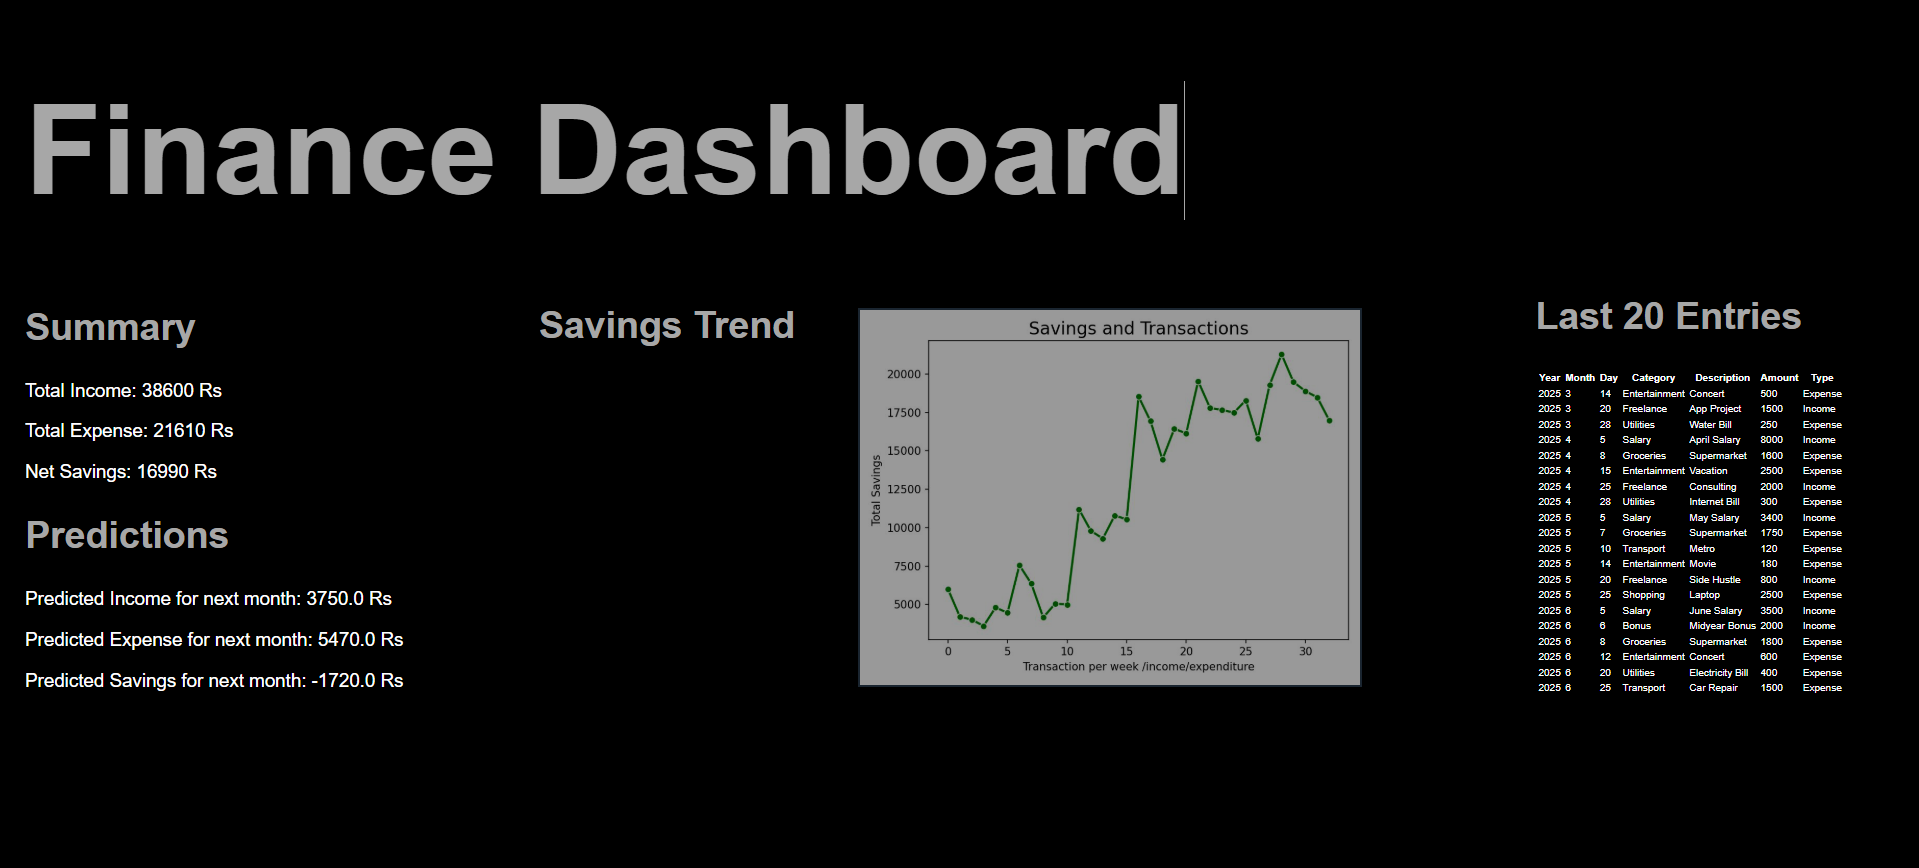 Finance Dashboard
Summary
Total Income: 38600 Rs
Total Expense: 21610 Rs
Net Savings: 16990 Rs
Predictions
Predicted Income for next month: 3750.0 Rs
Predicted Expense for next month: 5470.0 Rs
Predicted Savings for next month: -1720.0 Rs
Savings Trend
Savings and Transactions
Total Savings
20000
17500
15000
12500
10000
7500
5000
0 5 10 15 20 25 30
Transaction per week /income/expenditure
Last 20 Entries
Year Month Day Category Description Amount Type
2025 3 14 Entertainment Concert 500 Expense
2025 3 20 Freelance App Project 1500 Income
2025 3 28 Utilities Water Bill 250 Expense
2025 4 5 Salary April Salary 8000 Income
2025 4 8 Groceries Supermarket 1600 Expense
2025 4 15 Entertainment Vacation 2500 Expense
2025 4 25 Freelance Consulting 2000 Income
2025 4 28 Utilities Internet Bill 300 Expense
2025 5 5 Salary May Salary 3400 Income
2025 5 7 Groceries Supermarket 1750 Expense
2025 5 10 Transport Metro 120 Expense
2025 5 14 Entertainment Movie 180 Expense
2025 5 20 Freelance Side Hustle 800 Income
2025 5 25 Shopping Laptop 2500 Expense
2025 6 5 Salary June Salary 3500 Income
2025 6 6 Bonus Midyear Bonus 2000 Income
2025 6 8 Groceries Supermarket 1800 Expense
2025 6 12 Entertainment Concert 600 Expense
2025 6 20 Utilities Electricity Bill 400 Expense
2025 6 25 Transport Car Repair 1500 Expense